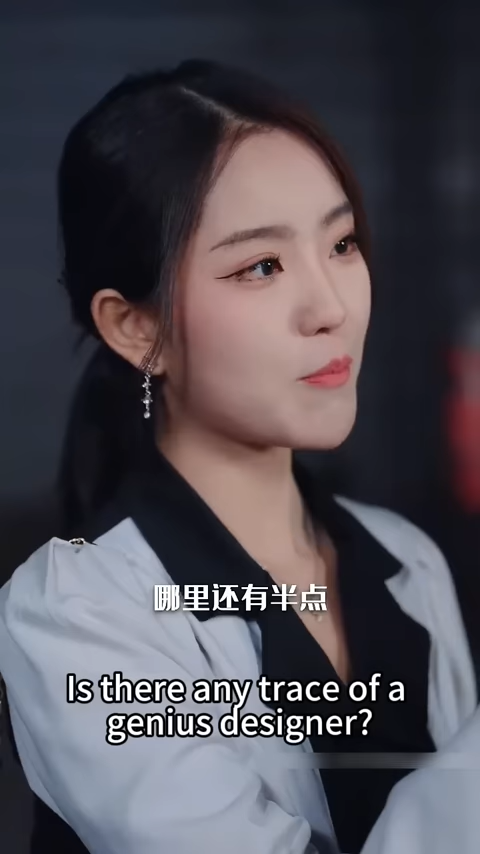 哪里还有半点
Is there any trace of a
genius designer?